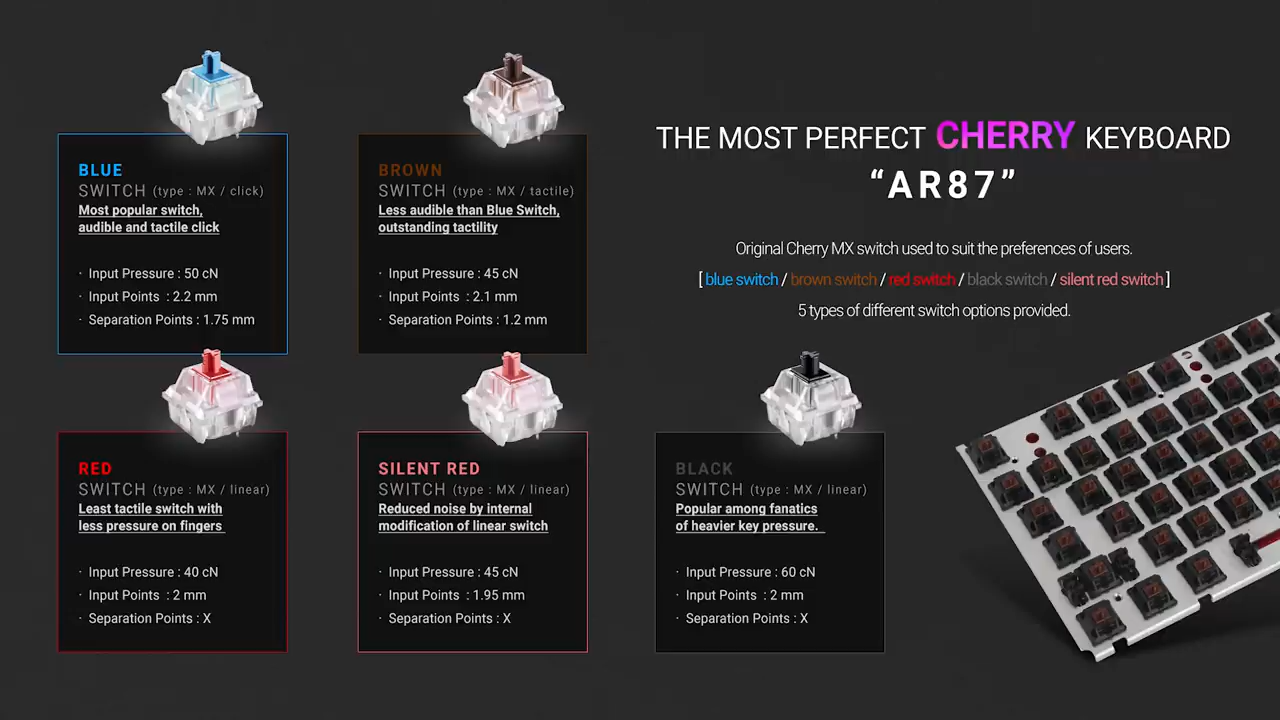 BLUE
SWITCH (type : MX / click)
Most popular switch,
audible and tactile click
· Input Pressure : 50 cN
· Input Points : 2.2 mm
· Separation Points : 1.75 mm
BROWN
SWITCH (type : MX / tactile)
Less audible than Blue Switch,
outstanding tactility
· Input Pressure : 45 cN
· Input Points : 2.1 mm
· Separation Points : 1.2 mm
THE MOST PERFECT CHERRY KEYBOARD
“AR87”
Original Cherry MX switch used to suit the preferences of users.
[ blue switch / brown switch / red switch / black switch / silent red switch ]
5 types of different switch options provided.
RED
SWITCH (type : MX / linear)
Least tactile switch with
less pressure on fingers
· Input Pressure : 40 cN
· Input Points : 2 mm
· Separation Points : X
SILENT RED
SWITCH (type : MX / linear)
Reduced noise by internal
modification of linear switch
· Input Pressure : 45 cN
· Input Points : 1.95 mm
· Separation Points : X
BLACK
SWITCH (type : MX / linear)
Popular among fanatics
of heavier key pressure.
· Input Pressure : 60 cN
· Input Points : 2 mm
· Separation Points : X